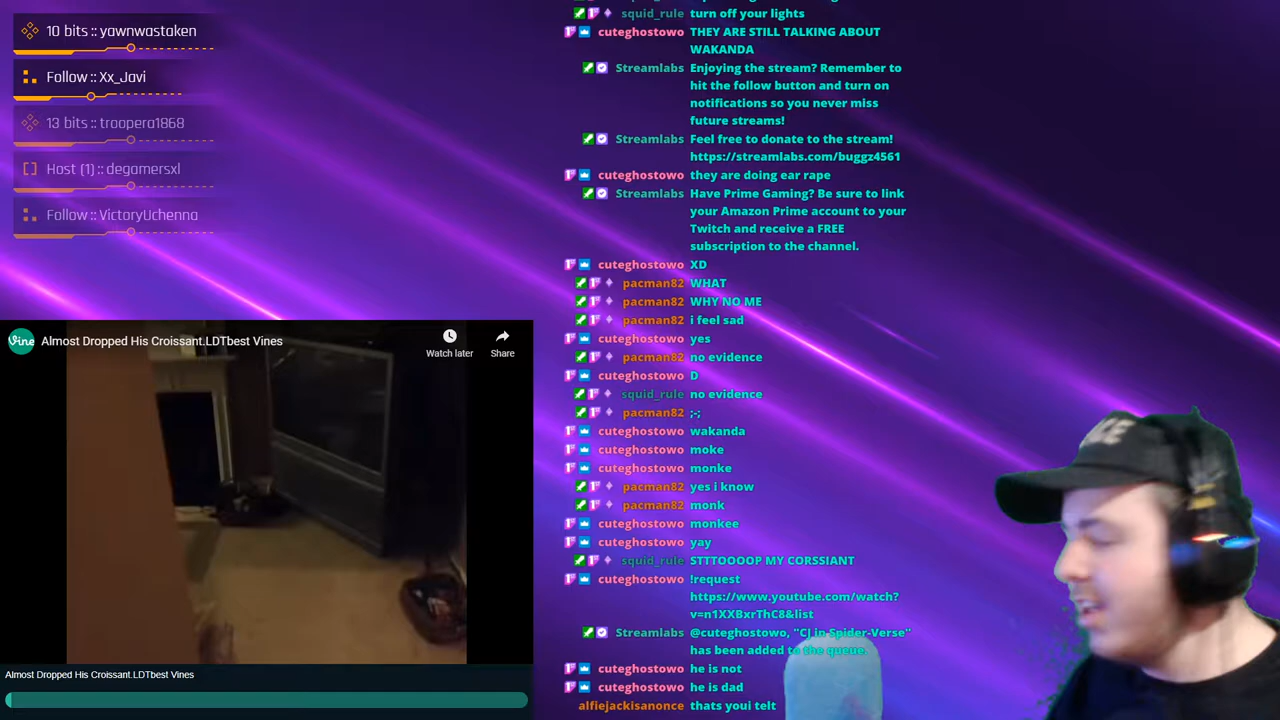 10 bits :: yawnwastaken
Follow :: Xx_Javi
13 bits :: troopera1868
Host (1) :: degamersxl
Follow :: VictoryUchenna
Vine
Almost Dropped His Croissant.LDTbest Vines
Watch later
Share
Almost Dropped His Croissant.LDTbest Vines
squid_rule turn off your lights
cuteghostowo THEY ARE STILL TALKING ABOUT
WAKANDA
Streamlabs Enjoying the stream? Remember to
hit the follow button and turn on
notifications so you never miss
future streams!
Streamlabs Feel free to donate to the stream!
https://streamlabs.com/buggz4561
cuteghostowo they are doing ear rape
Streamlabs Have Prime Gaming? Be sure to link
your Amazon Prime account to your
Twitch and receive a FREE
subscription to the channel.
cuteghostowo XD
pacman82 WHAT
pacman82 WHY NO ME
pacman82 i feel sad
cuteghostowo yes
pacman82 no evidence
cuteghostowo D
squid_rule no evidence
pacman82 ;-;
cuteghostowo wakanda
cuteghostowo moke
cuteghostowo monke
pacman82 yes i know
pacman82 monk
cuteghostowo monkee
cuteghostowo yay
squid_rule STTTOOOOP MY CORSSIANT
cuteghostowo !request
https://www.youtube.com/watch?
v=n1XXBxrThC8&list
Streamlabs @cuteghostowo, "CJ in Spider-Verse"
has been added to the queue.
cuteghostowo he is not
cuteghostowo he is dad
alfiejackisanonce thats youi telt